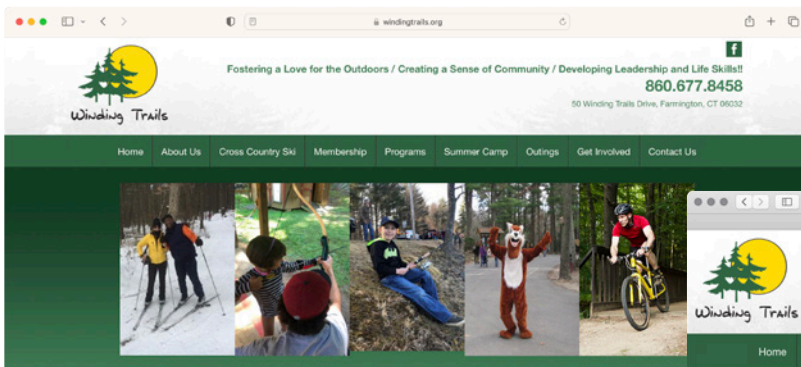 windingtrails.org
f
Fostering a Love for the Outdoors / Creating a Sense of Community / Developing Leadership and Life Skills!!
860.677.8458
50 Winding Trails Drive, Farmington, CT 06032
Winding Trails
Home About Us Cross Country Ski Membership Programs Summer Camp Outings Get Involved Contact Us
Winding Trails
Home